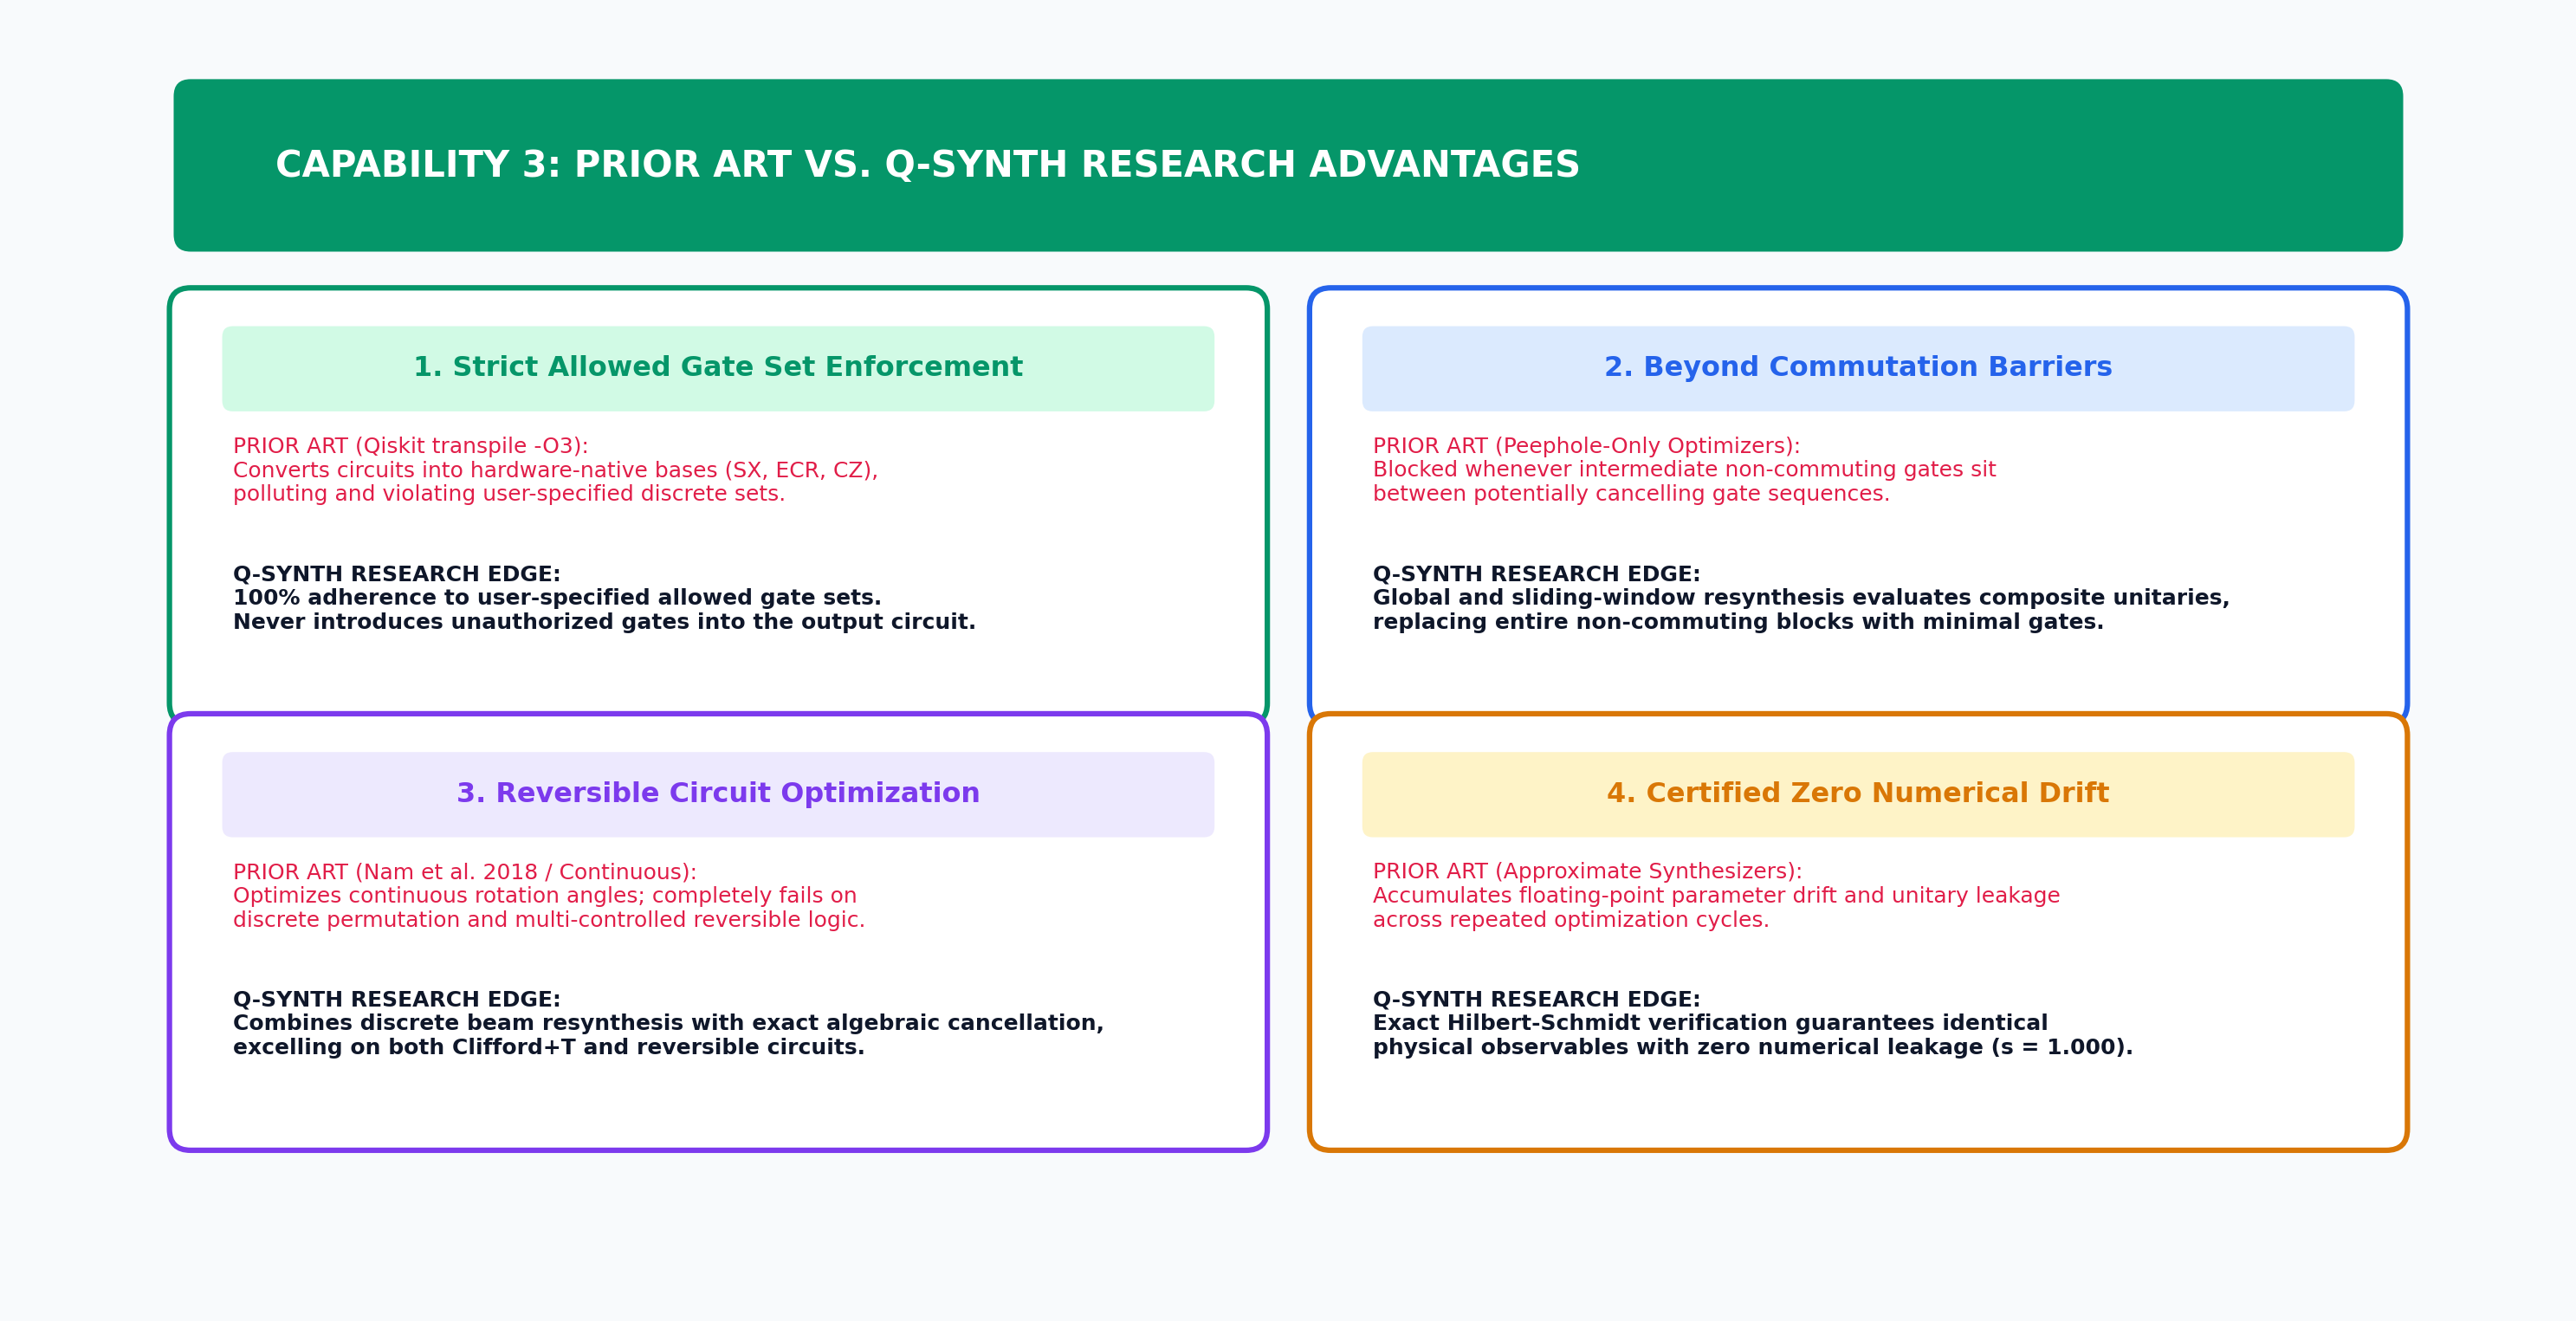 CAPABILITY 3: PRIOR ART VS. Q-SYNTH RESEARCH ADVANTAGES
1. Strict Allowed Gate Set Enforcement
PRIOR ART (Qiskit transpile -O3):
Converts circuits into hardware-native bases (SX, ECR, CZ),
polluting and violating user-specified discrete sets.
Q-SYNTH RESEARCH EDGE:
100% adherence to user-specified allowed gate sets.
Never introduces unauthorized gates into the output circuit.
2. Beyond Commutation Barriers
PRIOR ART (Peephole-Only Optimizers):
Blocked whenever intermediate non-commuting gates sit
between potentially cancelling gate sequences.
Q-SYNTH RESEARCH EDGE:
Global and sliding-window resynthesis evaluates composite unitaries,
replacing entire non-commuting blocks with minimal gates.
3. Reversible Circuit Optimization
PRIOR ART (Nam et al. 2018 / Continuous):
Optimizes continuous rotation angles; completely fails on
discrete permutation and multi-controlled reversible logic.
Q-SYNTH RESEARCH EDGE:
Combines discrete beam resynthesis with exact algebraic cancellation,
excelling on both Clifford+T and reversible circuits.
4. Certified Zero Numerical Drift
PRIOR ART (Approximate Synthesizers):
Accumulates floating-point parameter drift and unitary leakage
across repeated optimization cycles.
Q-SYNTH RESEARCH EDGE:
Exact Hilbert-Schmidt verification guarantees identical
physical observables with zero numerical leakage (s = 1.000).